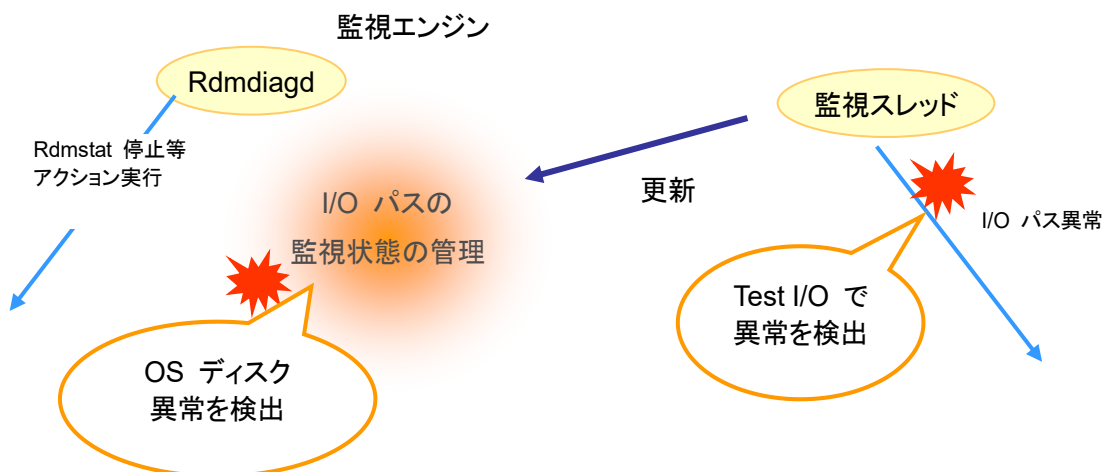 監視エンジン
Rdmdiagd
監視スレッド
Rdmstat 停止等
アクション実行
更新
I/O パスの
監視状態の管理
I/O パス異常
Test I/O で
異常を検出
OS ディスク
異常を検出